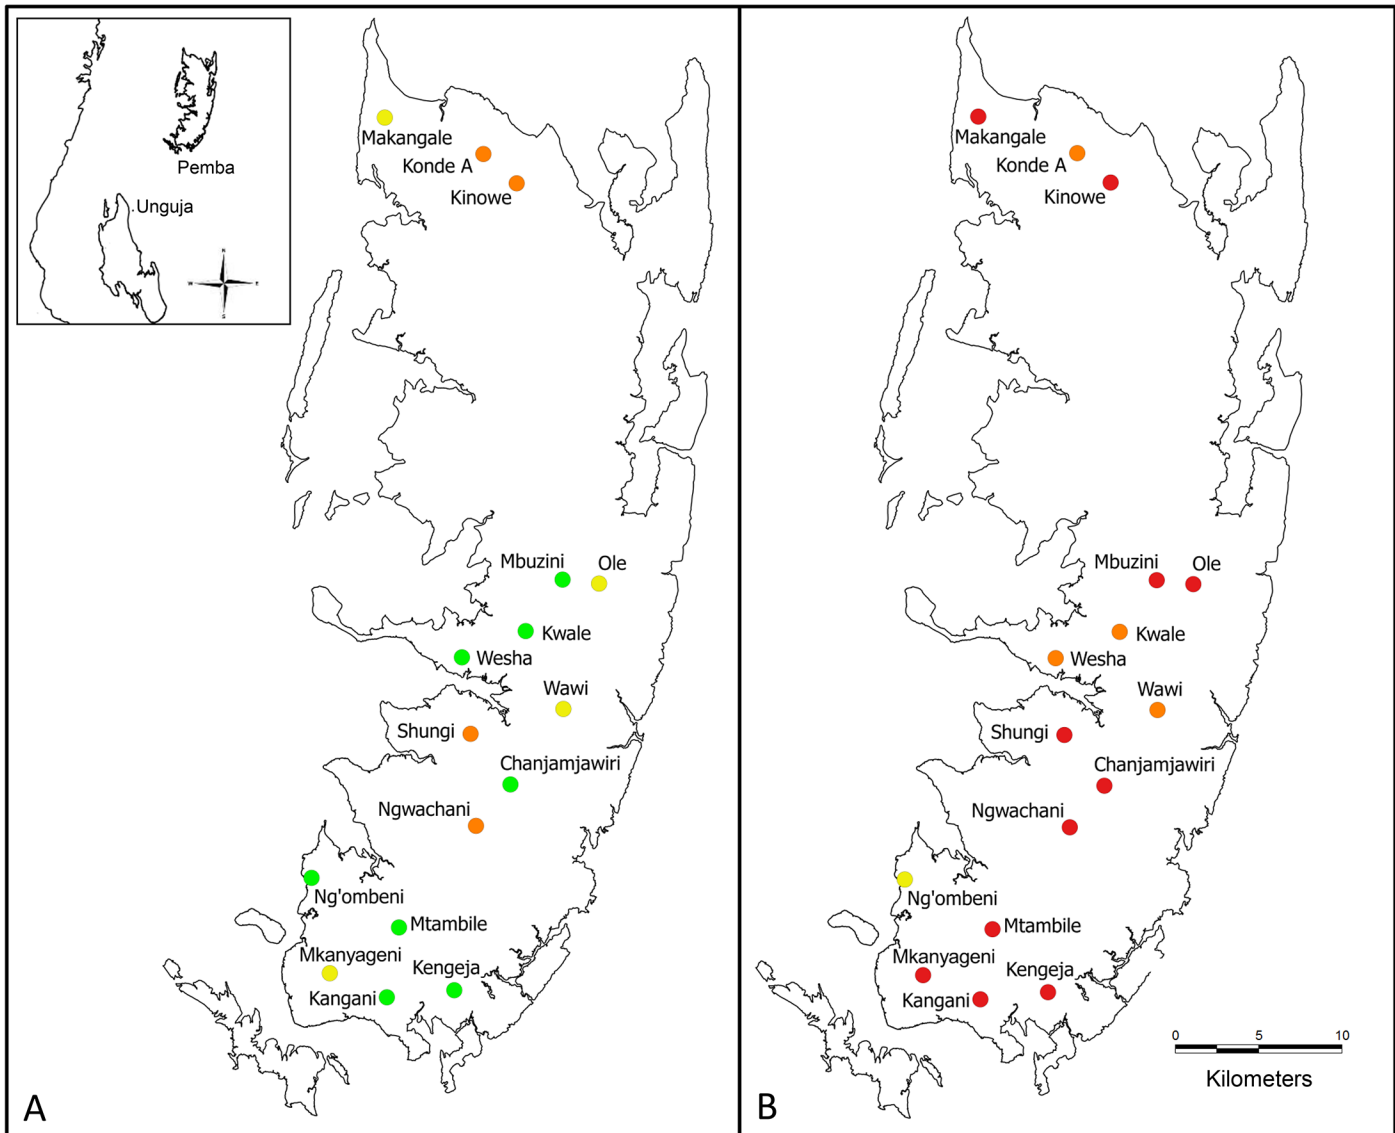 Pemba
Unguja
N
W
E
S
Makangale
Konde A
Kinowe
Mbuzini
Ole
Kwale
Wesha
Wawi
Shungi
Chanjamjawiri
Ngwachani
Ng'ombeni
Mtambile
Mkanyageni
Kengeja
Kangani
A
Makangale
Konde A
Kinowe
Mbuzini
Ole
Kwale
Wesha
Wawi
Shungi
Chanjamjawiri
Ngwachani
Ng'ombeni
Mtambile
Mkanyageni
Kengeja
Kangani
0 5 10
Kilometers
B